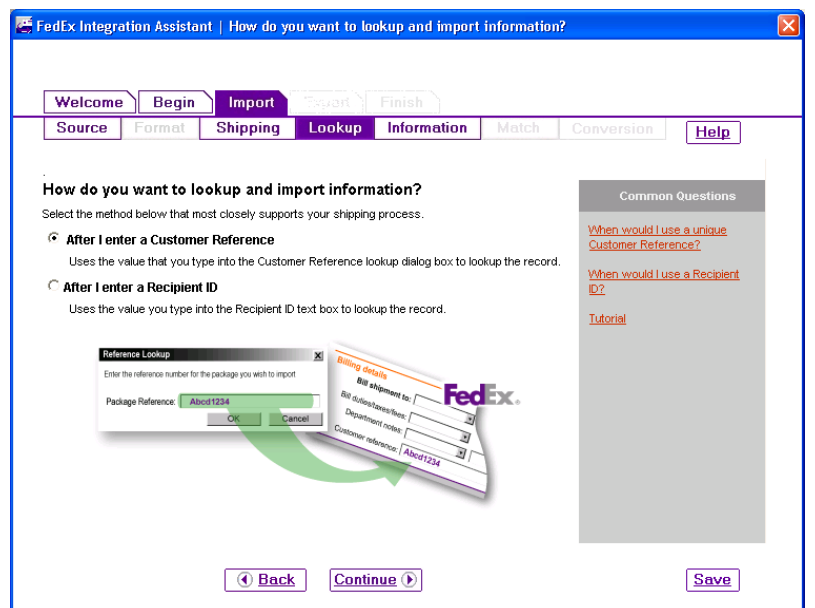 FedEx Integration Assistant | How do you want to lookup and import information?
Welcome Begin Import Export Finish
Source Format Shipping Lookup Information Match Conversion Help
How do you want to lookup and import information?
Select the method below that most closely supports your shipping process.
After I enter a Customer Reference
Uses the value that you type into the Customer Reference lookup dialog box to lookup the record.
After I enter a Recipient ID
Uses the value you type into the Recipient ID text box to lookup the record.
Reference Lookup
Enter the reference number for the package you wish to import
Package Reference: Abcd1234
OK Cancel
Billing details
Bill shipment to:
Bill duties/taxes/fees:
Department notes:
Customer reference: Abcd1234
FedEx.
Common Questions
When would I use a unique
Customer Reference?
When would I use a Recipient
ID?
Tutorial
Back Continue Save